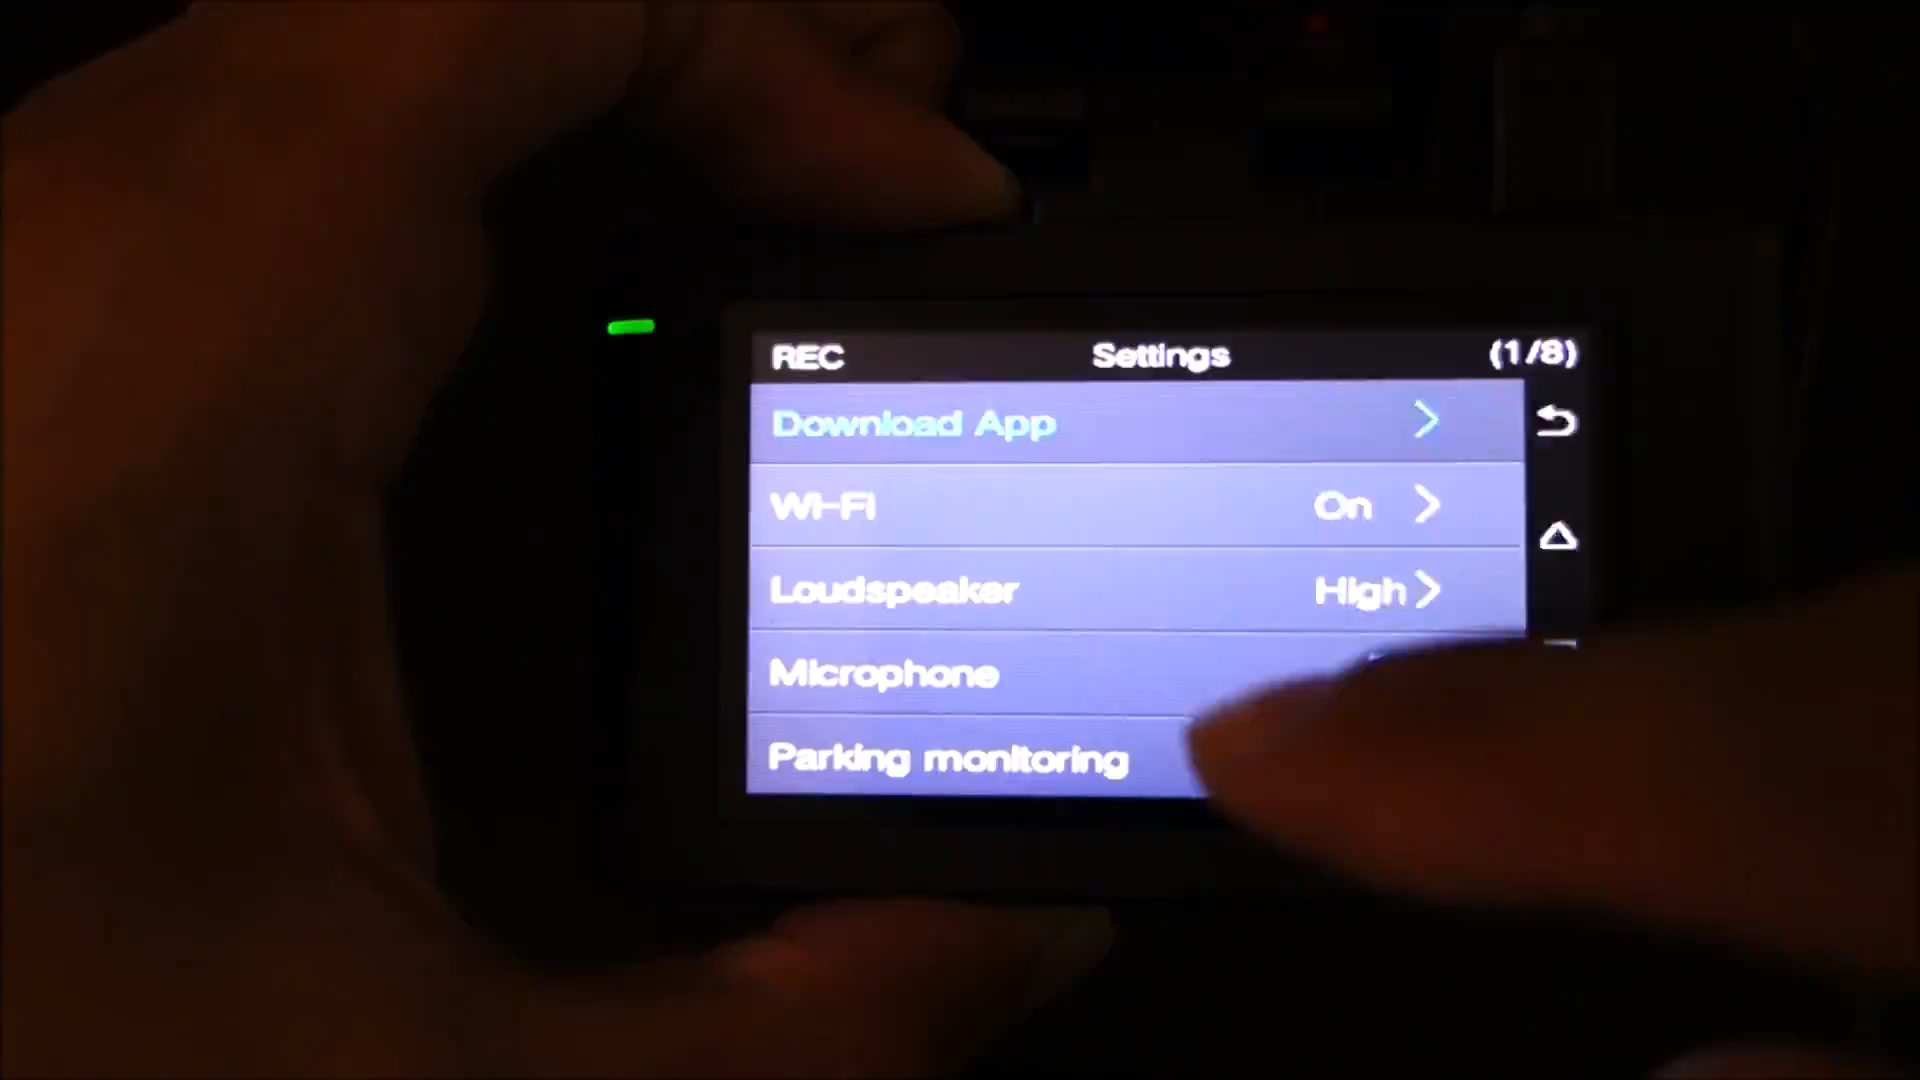 REC Settings (1/8)
Download App
Wi-Fi On
Loudspeaker High
Microphone
Parking monitoring